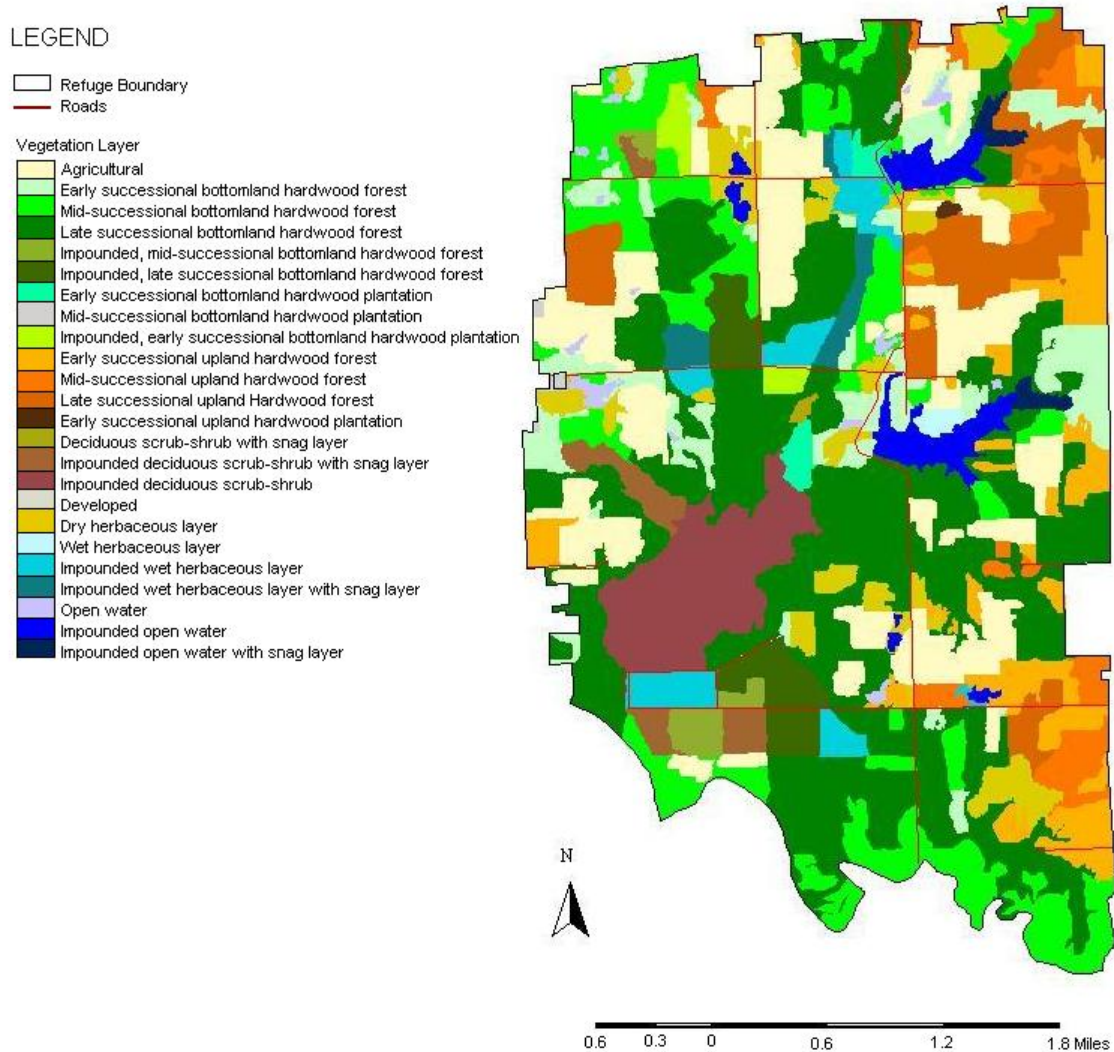 LEGEND
Refuge Boundary
Roads
Vegetation Layer
Agricultural
Early successional bottomland hardwood forest
Mid-successional bottomland hardwood forest
Late successional bottomland hardwood forest
Impounded, mid-successional bottomland hardwood forest
Impounded, late successional bottomland hardwood forest
Early successional bottomland hardwood plantation
Mid-successional bottomland hardwood plantation
Impounded, early successional bottomland hardwood plantation
Early successional upland hardwood forest
Mid-successional upland hardwood forest
Late successional upland Hardwood forest
Early successional upland hardwood plantation
Deciduous scrub-shrub with snag layer
Impounded deciduous scrub-shrub with snag layer
Impounded deciduous scrub-shrub
Developed
Dry herbaceous layer
Wet herbaceous layer
Impounded wet herbaceous layer
Impounded wet herbaceous layer with snag layer
Open water
Impounded open water
Impounded open water with snag layer
N
0.6 0.3 0 0.6 1.2 1.8 Miles